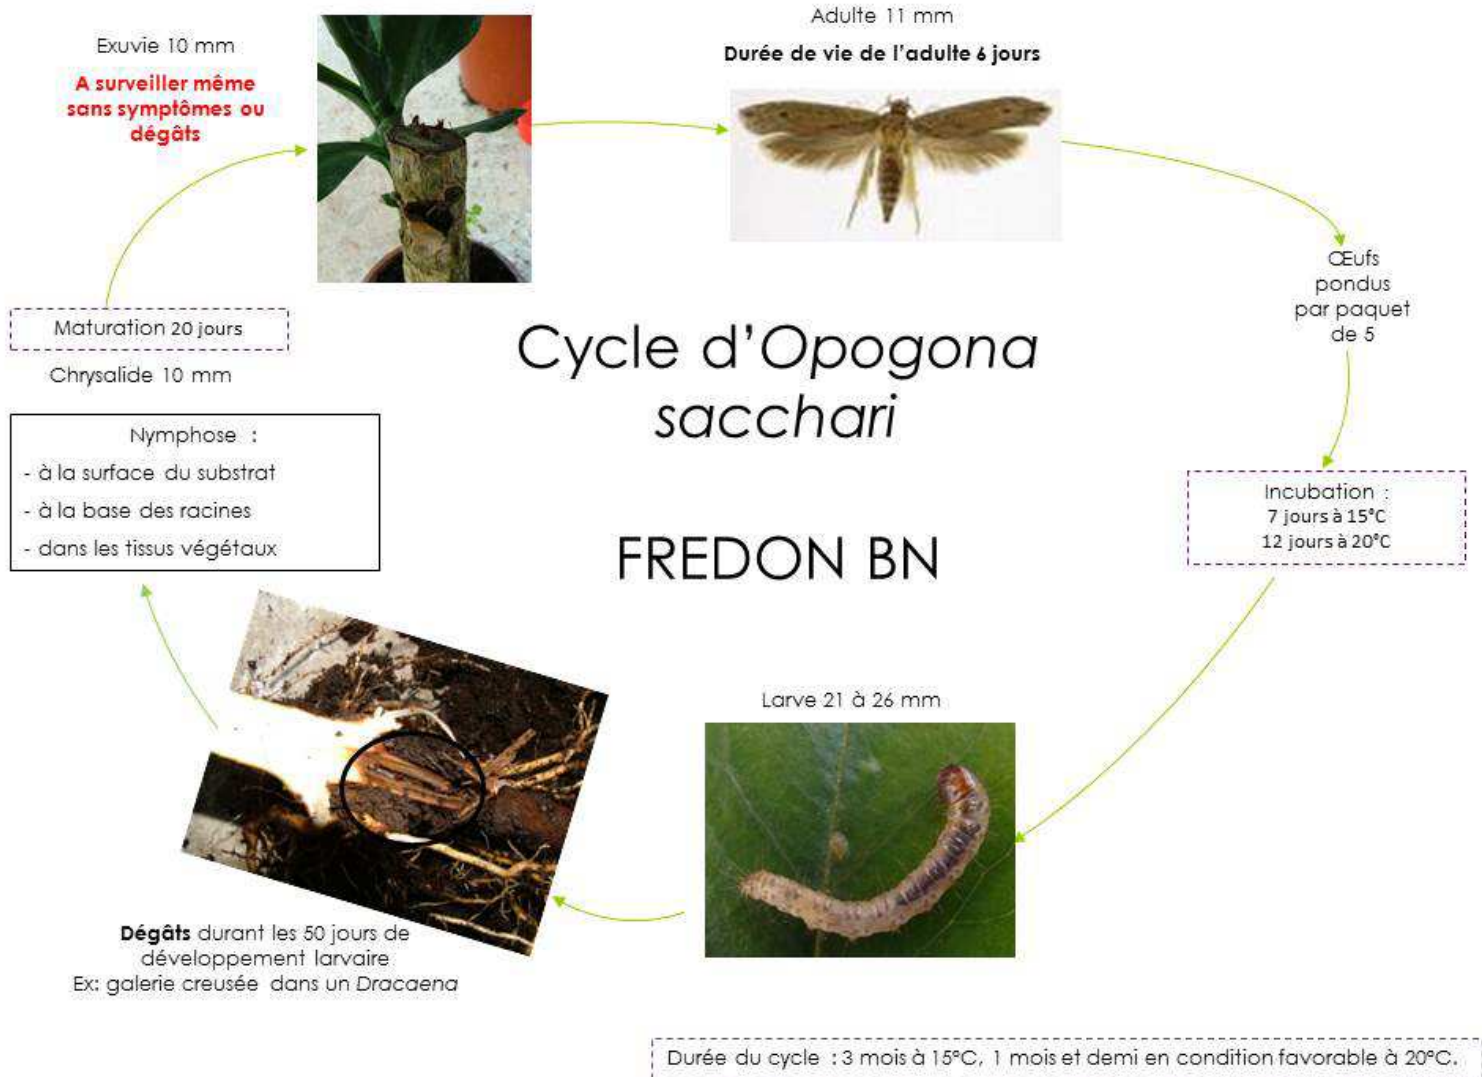 Adulte 11 mm
Durée de vie de l'adulte 6 jours
Exuvie 10 mm
A surveiller même
sans symptômes ou
dégâts
Œufs
pondus
par paquet
de 5
Maturation 20 jours
Chrysalide 10 mm
Cycle d'Opogona
sacchari
FREDON BN
Nymphose :
- à la surface du substrat
- à la base des racines
- dans les tissus végétaux
Incubation :
7 jours à 15°C
12 jours à 20°C
Larve 21 à 26 mm
Dégâts durant les 50 jours de
développement larvaire
Ex: galerie creusée dans un Dracaena
Durée du cycle : 3 mois à 15°C, 1 mois et demi en condition favorable à 20°C.